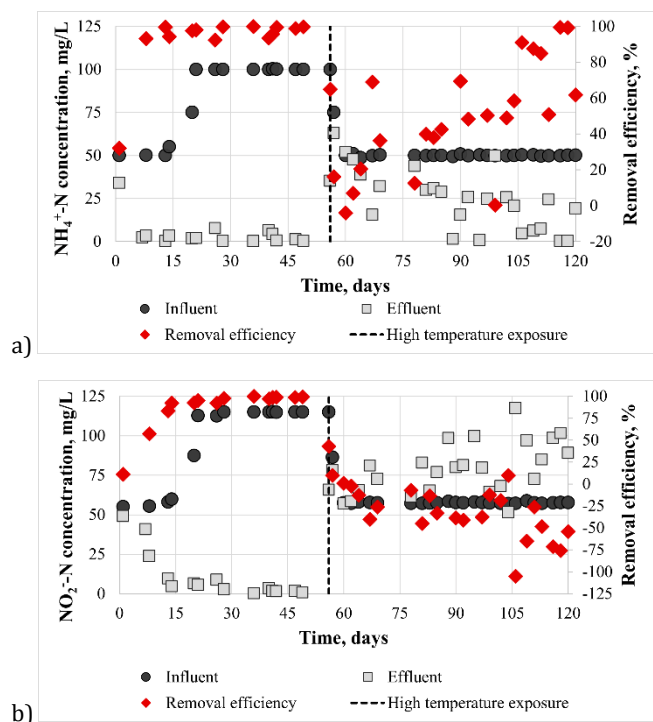 NH₄⁺-N concentration, mg/L
125
100
75
50
25
0
100
80
60
40
20
0
-20
Removal efficiency, %
0 15 30 45 60 75 90 105 120
Time, days
Influent Effluent
Removal efficiency High temperature exposure
a)
NO₂⁻-N concentration, mg/L
125
100
75
50
25
0
100
75
50
25
0
-25
-50
-75
-100
-125
Removal efficiency, %
0 15 30 45 60 75 90 105 120
Time, days
Influent Effluent
Removal efficiency High temperature exposure
b)